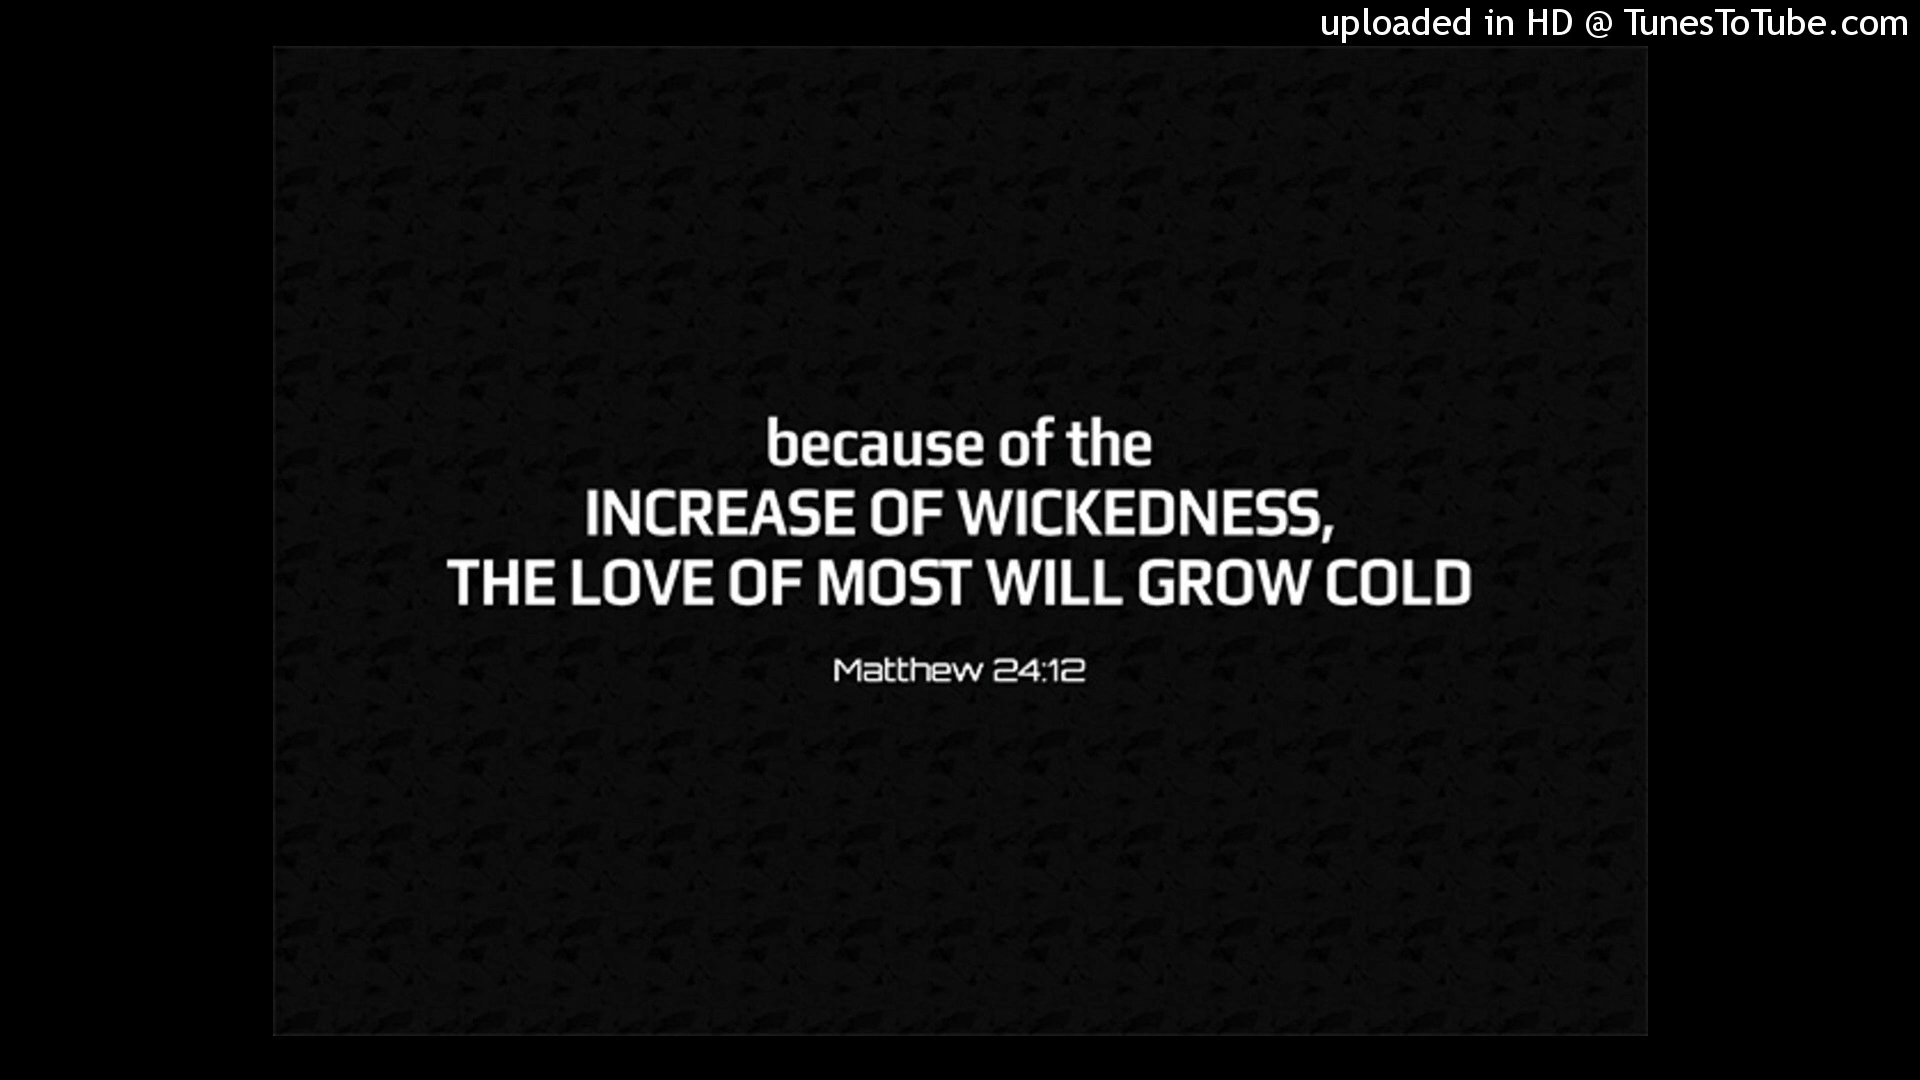 uploaded in HD @ TunesToTube.com
because of the
INCREASE OF WICKEDNESS,
THE LOVE OF MOST WILL GROW COLD
Matthew 24:12